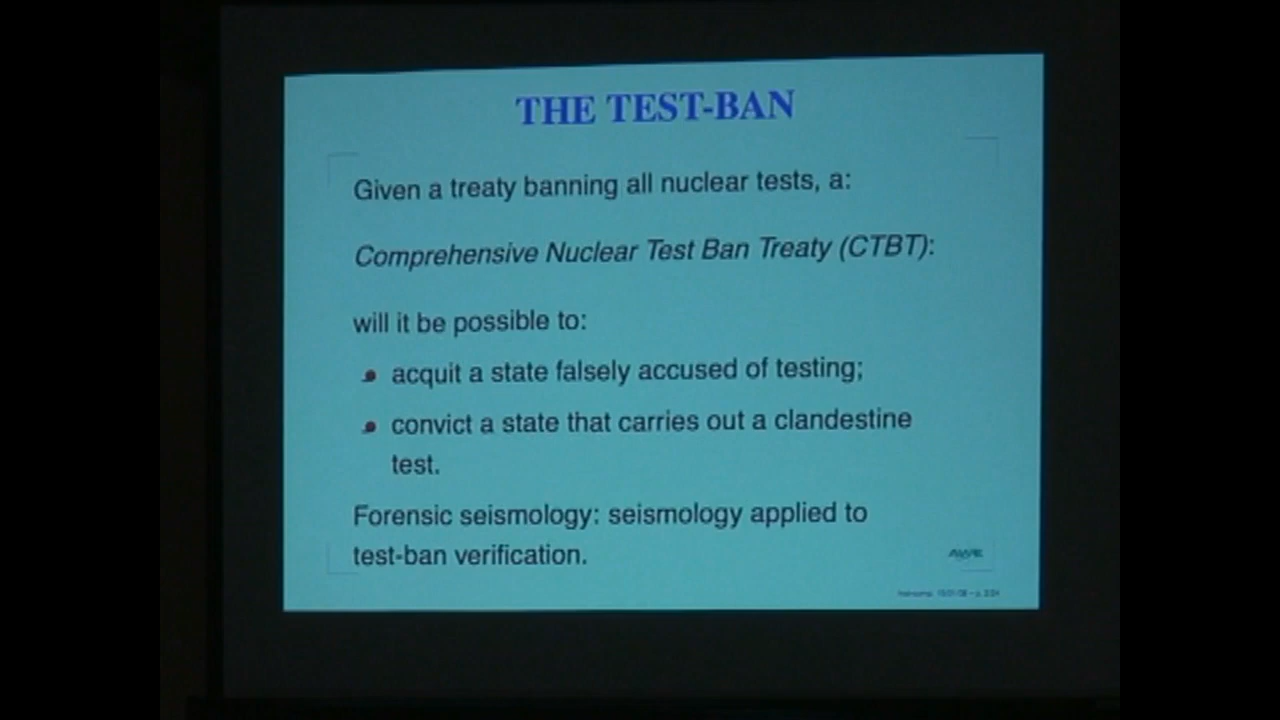 THE TEST-BAN
Given a treaty banning all nuclear tests, a:
Comprehensive Nuclear Test Ban Treaty (CTBT):
will it be possible to:
acquit a state falsely accused of testing;
convict a state that carries out a clandestine
test.
Forensic seismology: seismology applied to
test-ban verification.
AWE